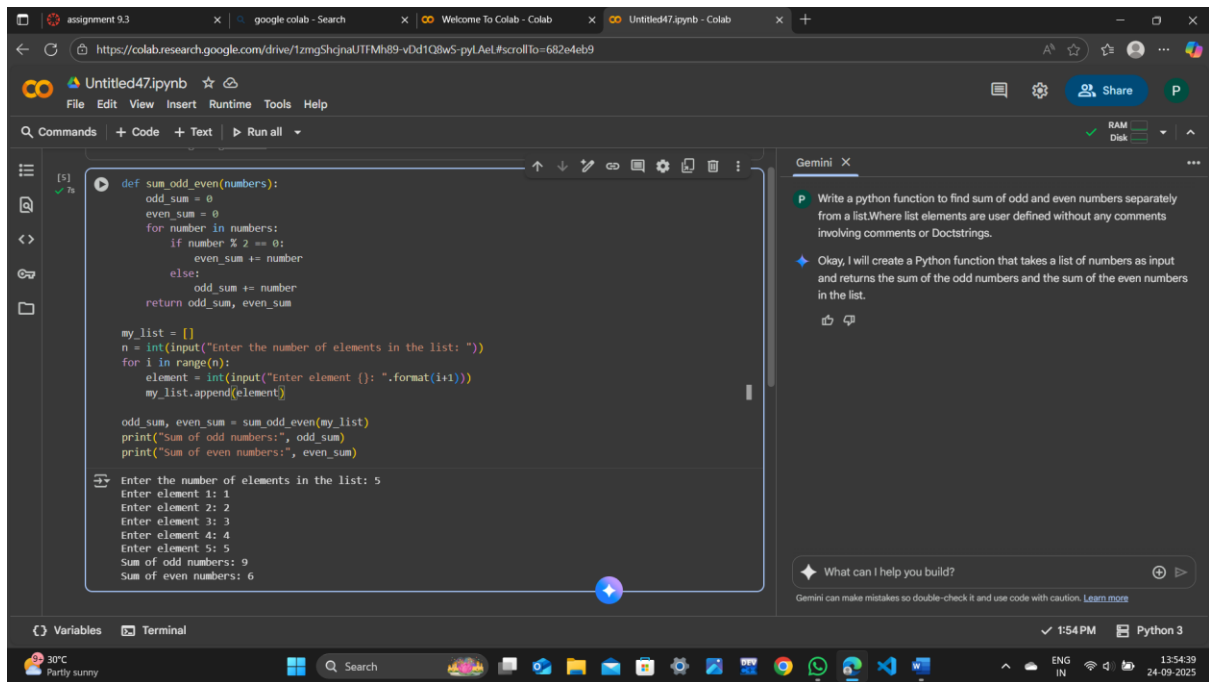 assignment 9.3
google colab - Search
Welcome To Colab - Colab
Untitled47.ipynb - Colab
https://colab.research.google.com/drive/1zmgShcjnaUTFMh89-vDd1Q8wS-pyLAeL#scrollTo=682e4eb9
Untitled47.ipynb
File Edit View Insert Runtime Tools Help
Share
P
Commands + Code + Text Run all
RAM
Disk
[5]
7s
def sum_odd_even(numbers):
    odd_sum = 0
    even_sum = 0
    for number in numbers:
        if number % 2 == 0:
            even_sum += number
        else:
            odd_sum += number
    return odd_sum, even_sum
my_list = []
n = int(input("Enter the number of elements in the list: "))
for i in range(n):
    element = int(input("Enter element {}: ".format(i+1)))
    my_list.append(element)
odd_sum, even_sum = sum_odd_even(my_list)
print("Sum of odd numbers:", odd_sum)
print("Sum of even numbers:", even_sum)
Enter the number of elements in the list: 5
Enter element 1: 1
Enter element 2: 2
Enter element 3: 3
Enter element 4: 4
Enter element 5: 5
Sum of odd numbers: 9
Sum of even numbers: 6
Gemini
P
Write a python function to find sum of odd and even numbers separately
from a list.Where list elements are user defined without any comments
involving comments or Doctstrings.
Okay, I will create a Python function that takes a list of numbers as input
and returns the sum of the odd numbers and the sum of the even numbers
in the list.
What can I help you build?
Gemini can make mistakes so double-check it and use code with caution. Learn more
Variables Terminal
1:54 PM Python 3
30°C
Partly sunny
Search
ENG
IN
13:54:39
24-09-2025